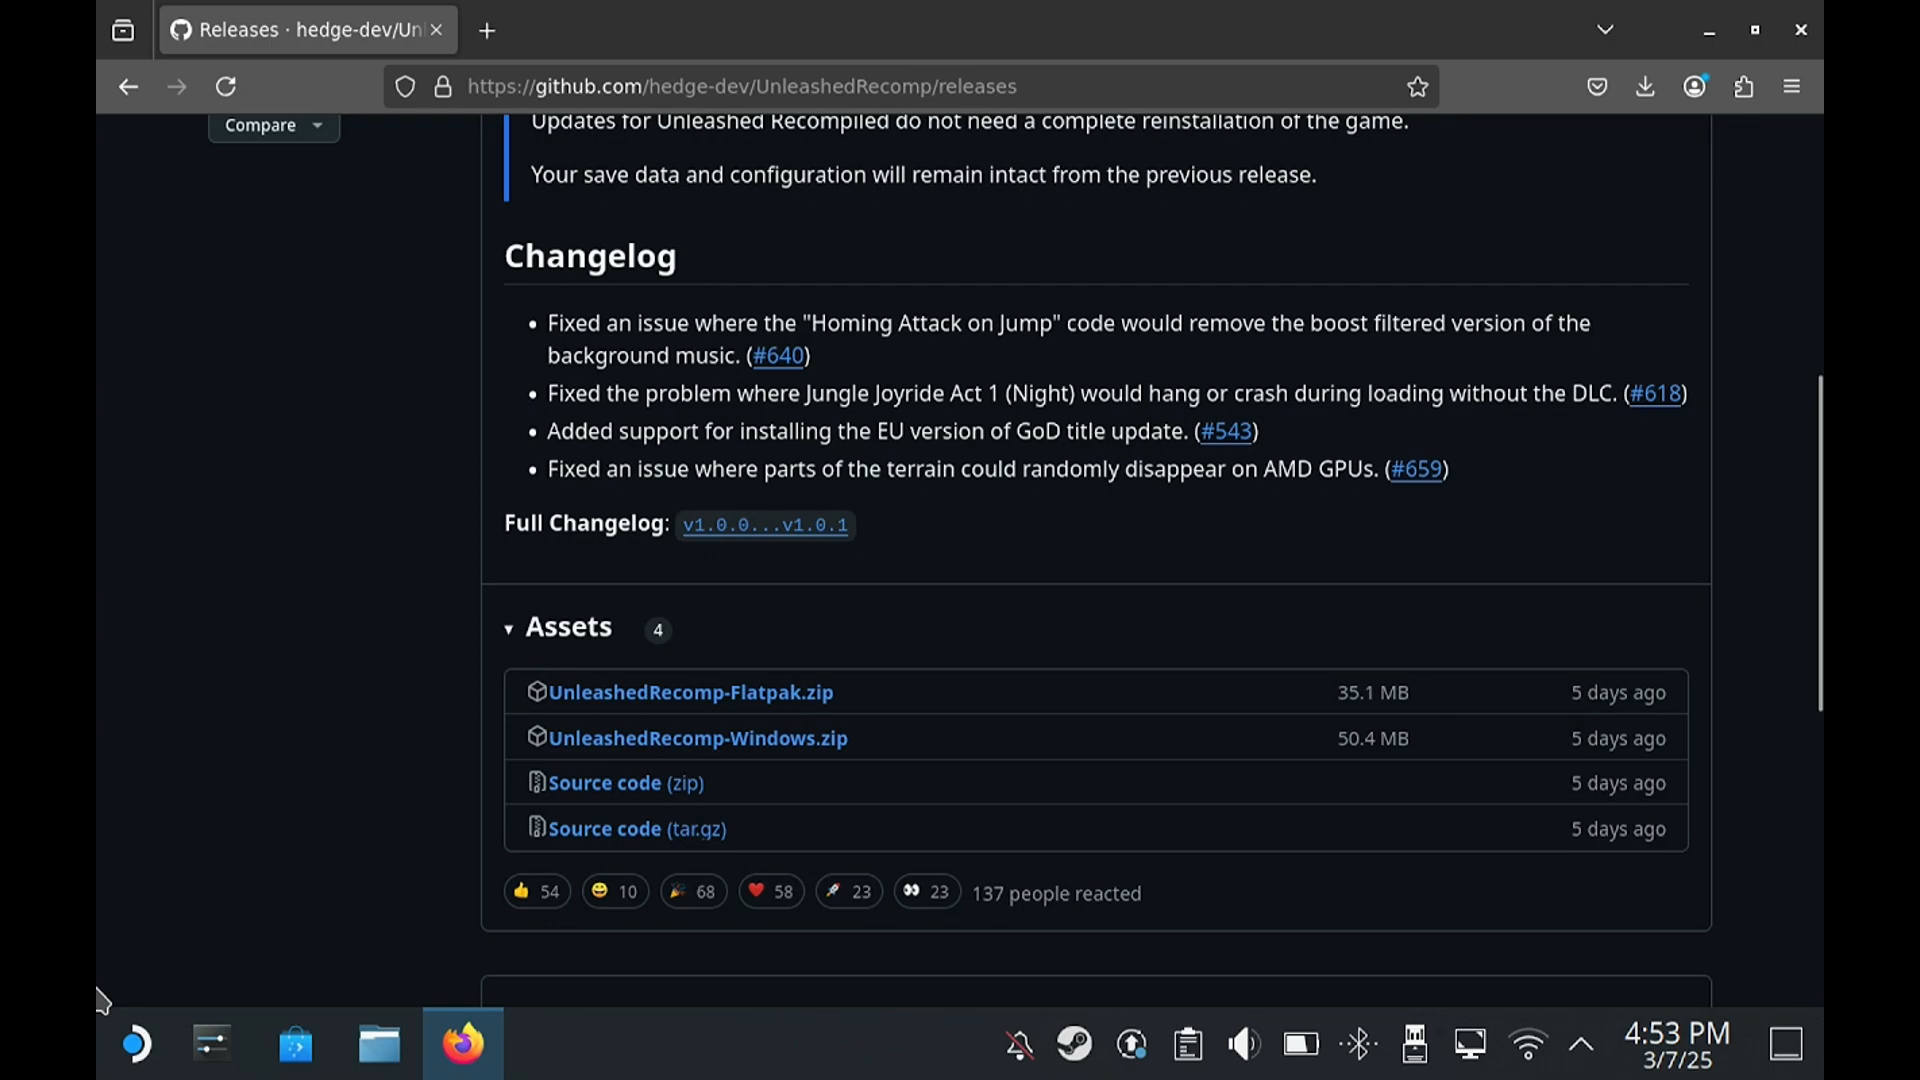 Releases · hedge-dev/Un
https://github.com/hedge-dev/UnleashedRecomp/releases
Compare
Updates for Unleashed Recompiled do not need a complete reinstallation of the game.
Your save data and configuration will remain intact from the previous release.
Changelog
• Fixed an issue where the "Homing Attack on Jump" code would remove the boost filtered version of the
background music. (#640)
• Fixed the problem where Jungle Joyride Act 1 (Night) would hang or crash during loading without the DLC. (#618)
• Added support for installing the EU version of GoD title update. (#543)
• Fixed an issue where parts of the terrain could randomly disappear on AMD GPUs. (#659)
Full Changelog: v1.0.0...v1.0.1
Assets 4
UnleashedRecomp-Flatpak.zip 35.1 MB 5 days ago
UnleashedRecomp-Windows.zip 50.4 MB 5 days ago
Source code (zip) 5 days ago
Source code (tar.gz) 5 days ago
👍 54 😄 10 🎉 68 ❤️ 58 🚀 23 👀 23 137 people reacted
4:53 PM
3/7/25